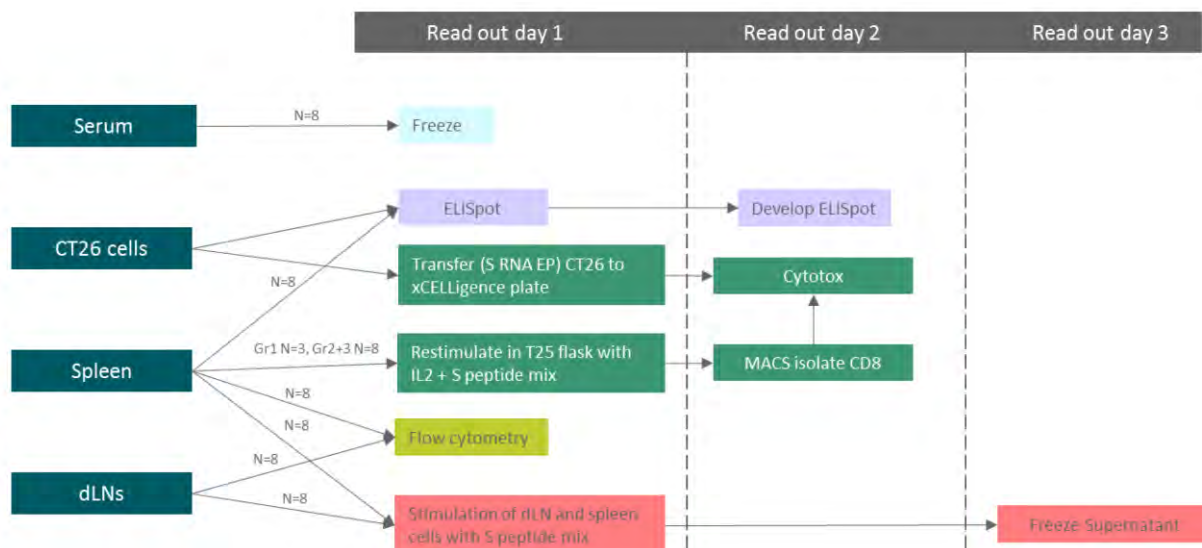 Read out day 1
Read out day 2
Read out day 3
Serum
N=8
Freeze
CT26 cells
ELISpot
Develop ELISpot
N=8
Transfer (S RNA EP) CT26 to
xCELLigence plate
Cytotox
Spleen
Gr1 N=3, Gr2+3 N=8
Restimulate in T25 flask with
IL2 + S peptide mix
MACS isolate CD8
N=8
N=8
Flow cytometry
N=8
dLNs
N=8
Stimulation of dLN and spleen
cells with S peptide mix
Freeze Supernatant